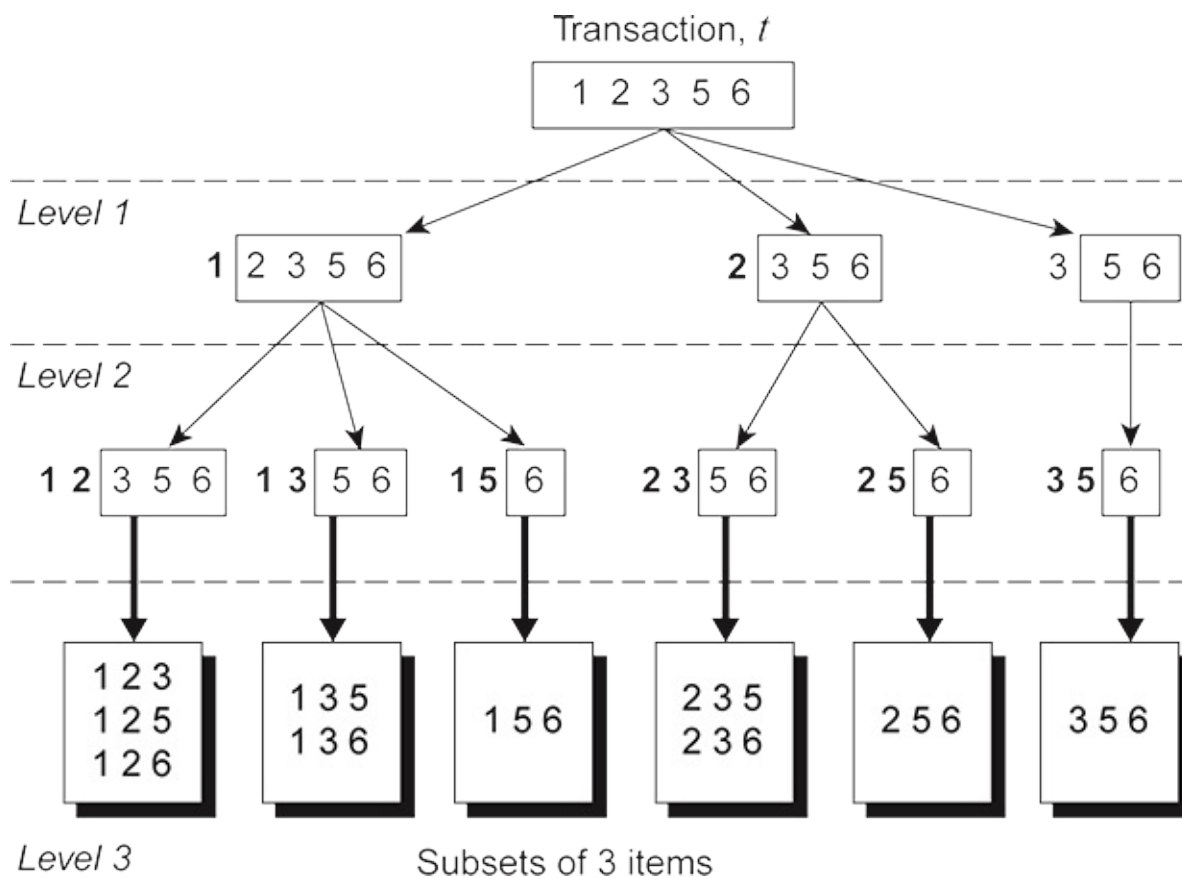 Transaction, t
1 2 3 5 6
Level 1
1 2 3 5 6
2 3 5 6
3 5 6
Level 2
1 2 3 5 6
1 3 5 6
1 5 6
2 3 5 6
2 5 6
3 5 6
1 2 3
1 2 5
1 2 6
1 3 5
1 3 6
1 5 6
2 3 5
2 3 6
2 5 6
3 5 6
Level 3
Subsets of 3 items